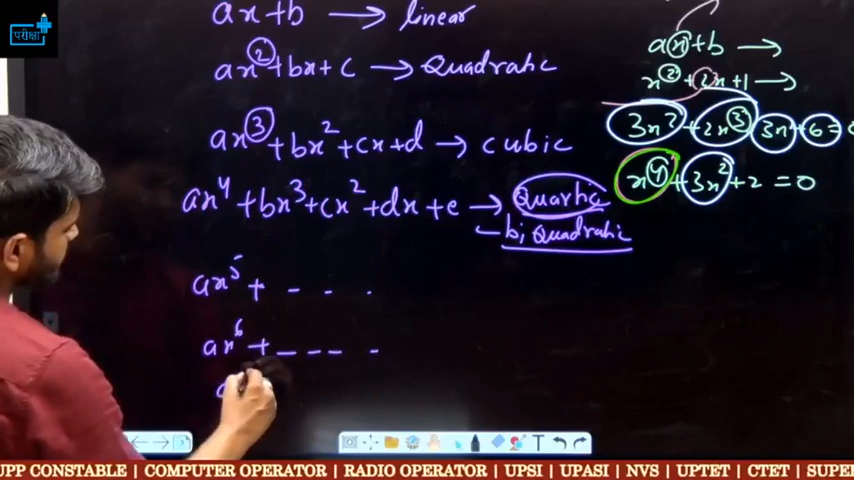 परीक्षा
ax+b → linear
ax²+bx+c → Quadratic
ax³+bx²+cx+d → cubic
ax⁴+bx³+cx²+dx+e → Quartic
bi Quadratic
ax⁵ + - - .
ax⁶ + - - - -
a
ax+b →
x²+2x+1 →
3x⁷+2x³+3x+6=0
x⁴+3x²+2=0
UPP CONSTABLE | COMPUTER OPERATOR | RADIO OPERATOR | UPSI | UPASI | NVS | UPTET | CTET | SUPER